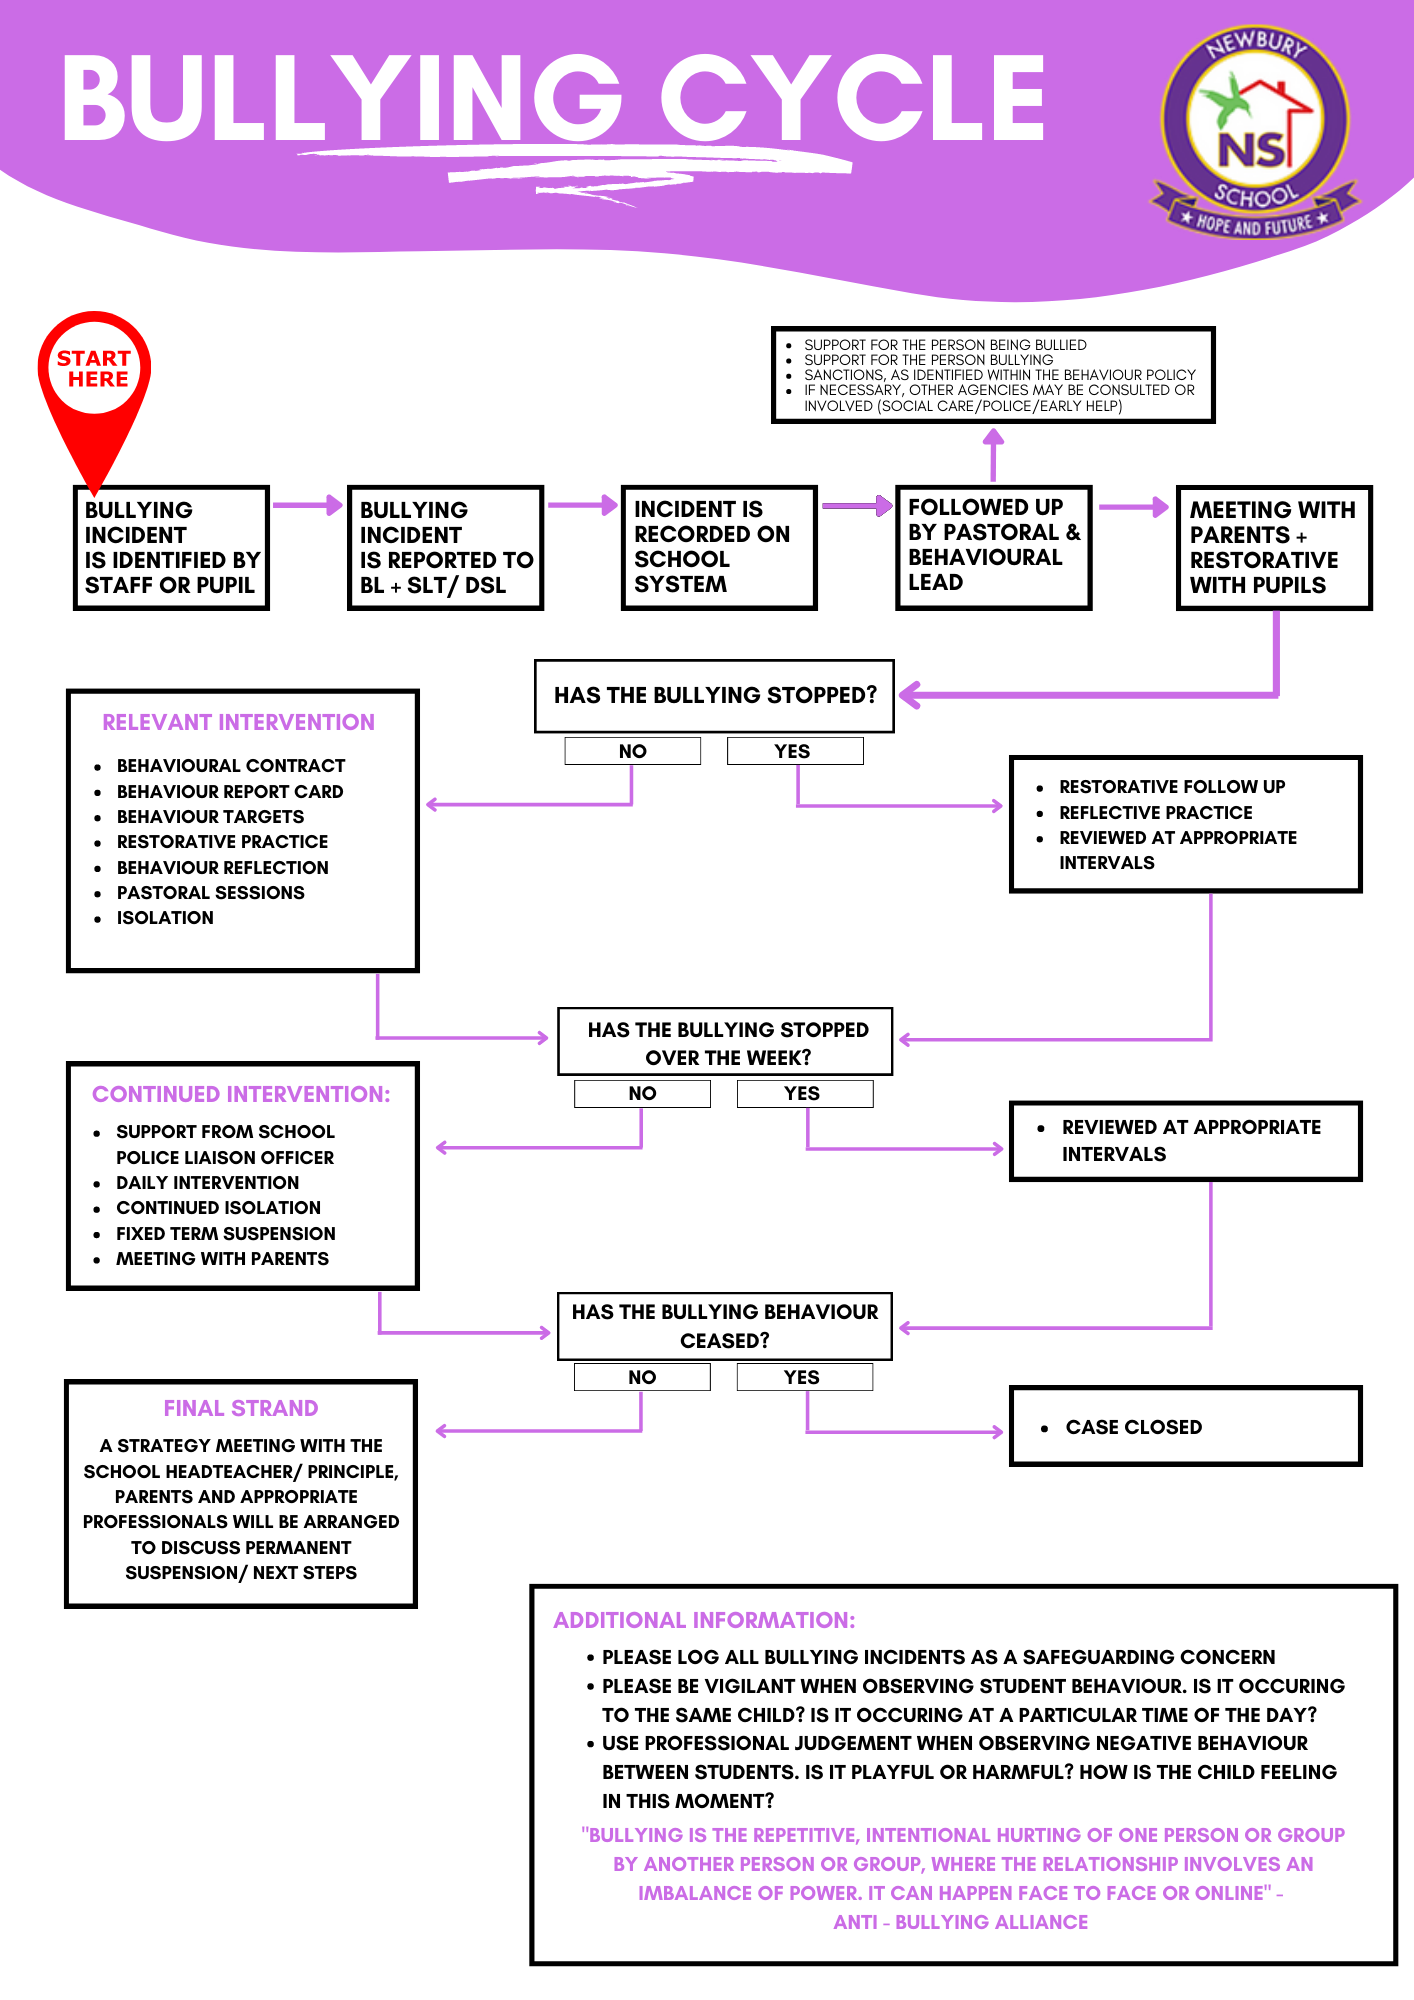 BULLYING CYCLE
NEWBURY
NS
SCHOOL
HOPE AND FUTURE
START
HERE
SUPPORT FOR THE PERSON BEING BULLIED
SUPPORT FOR THE PERSON BULLYING
SANCTIONS, AS IDENTIFIED WITHIN THE BEHAVIOUR POLICY
IF NECESSARY, OTHER AGENCIES MAY BE CONSULTED OR
INVOLVED (SOCIAL CARE/POLICE/EARLY HELP)
BULLYING
INCIDENT
IS IDENTIFIED BY
STAFF OR PUPIL
BULLYING
INCIDENT
IS REPORTED TO
BL + SLT/ DSL
INCIDENT IS
RECORDED ON
SCHOOL
SYSTEM
FOLLOWED UP
BY PASTORAL &
BEHAVIOURAL
LEAD
MEETING WITH
PARENTS +
RESTORATIVE
WITH PUPILS
HAS THE BULLYING STOPPED?
NO
YES
RELEVANT INTERVENTION
BEHAVIOURAL CONTRACT
BEHAVIOUR REPORT CARD
BEHAVIOUR TARGETS
RESTORATIVE PRACTICE
BEHAVIOUR REFLECTION
PASTORAL SESSIONS
ISOLATION
RESTORATIVE FOLLOW UP
REFLECTIVE PRACTICE
REVIEWED AT APPROPRIATE
INTERVALS
HAS THE BULLYING STOPPED
OVER THE WEEK?
NO
YES
CONTINUED INTERVENTION:
SUPPORT FROM SCHOOL
POLICE LIAISON OFFICER
DAILY INTERVENTION
CONTINUED ISOLATION
FIXED TERM SUSPENSION
MEETING WITH PARENTS
REVIEWED AT APPROPRIATE
INTERVALS
HAS THE BULLYING BEHAVIOUR
CEASED?
NO
YES
FINAL STRAND
A STRATEGY MEETING WITH THE
SCHOOL HEADTEACHER/ PRINCIPLE,
PARENTS AND APPROPRIATE
PROFESSIONALS WILL BE ARRANGED
TO DISCUSS PERMANENT
SUSPENSION/ NEXT STEPS
CASE CLOSED
ADDITIONAL INFORMATION:
PLEASE LOG ALL BULLYING INCIDENTS AS A SAFEGUARDING CONCERN
PLEASE BE VIGILANT WHEN OBSERVING STUDENT BEHAVIOUR. IS IT OCCURING
TO THE SAME CHILD? IS IT OCCURING AT A PARTICULAR TIME OF THE DAY?
USE PROFESSIONAL JUDGEMENT WHEN OBSERVING NEGATIVE BEHAVIOUR
BETWEEN STUDENTS. IS IT PLAYFUL OR HARMFUL? HOW IS THE CHILD FEELING
IN THIS MOMENT?
"BULLYING IS THE REPETITIVE, INTENTIONAL HURTING OF ONE PERSON OR GROUP
BY ANOTHER PERSON OR GROUP, WHERE THE RELATIONSHIP INVOLVES AN
IMBALANCE OF POWER. IT CAN HAPPEN FACE TO FACE OR ONLINE" -
ANTI - BULLYING ALLIANCE